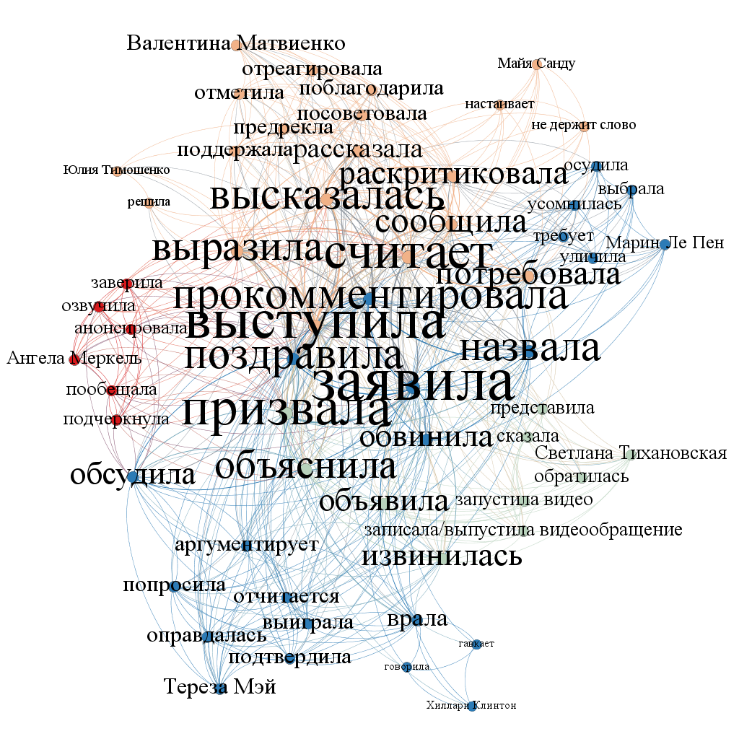 Валентина Матвиенко
Майя Санду
отреагировала
отметила
поблагодарила
настаивает
посоветовала
предрекла
не держит слово
поддержала
рассказала
Юлия Тимошенко
раскритиковала
осудила
решила
высказалась
выбрала
усомнилась
сообщила
требует
Марин Ле Пен
выразила
считает
уличила
потребовала
заверила
прокомментировала
озвучила
выступила
анонсировала
Ангела Меркель
поздравила
назвала
пообещала
заявила
призвала
представила
подчеркнула
обвинила
сказала
Светлана Тихановская
обсудила
объяснила
обратилась
объявила
запустила видео
записала/выпустила видеообращение
аргументирует
извинилась
попросила
отчитается
врала
выиграла
оправдалась
гавкает
подтвердила
говорила
Тереза Мэй
Хиллари Клинтон